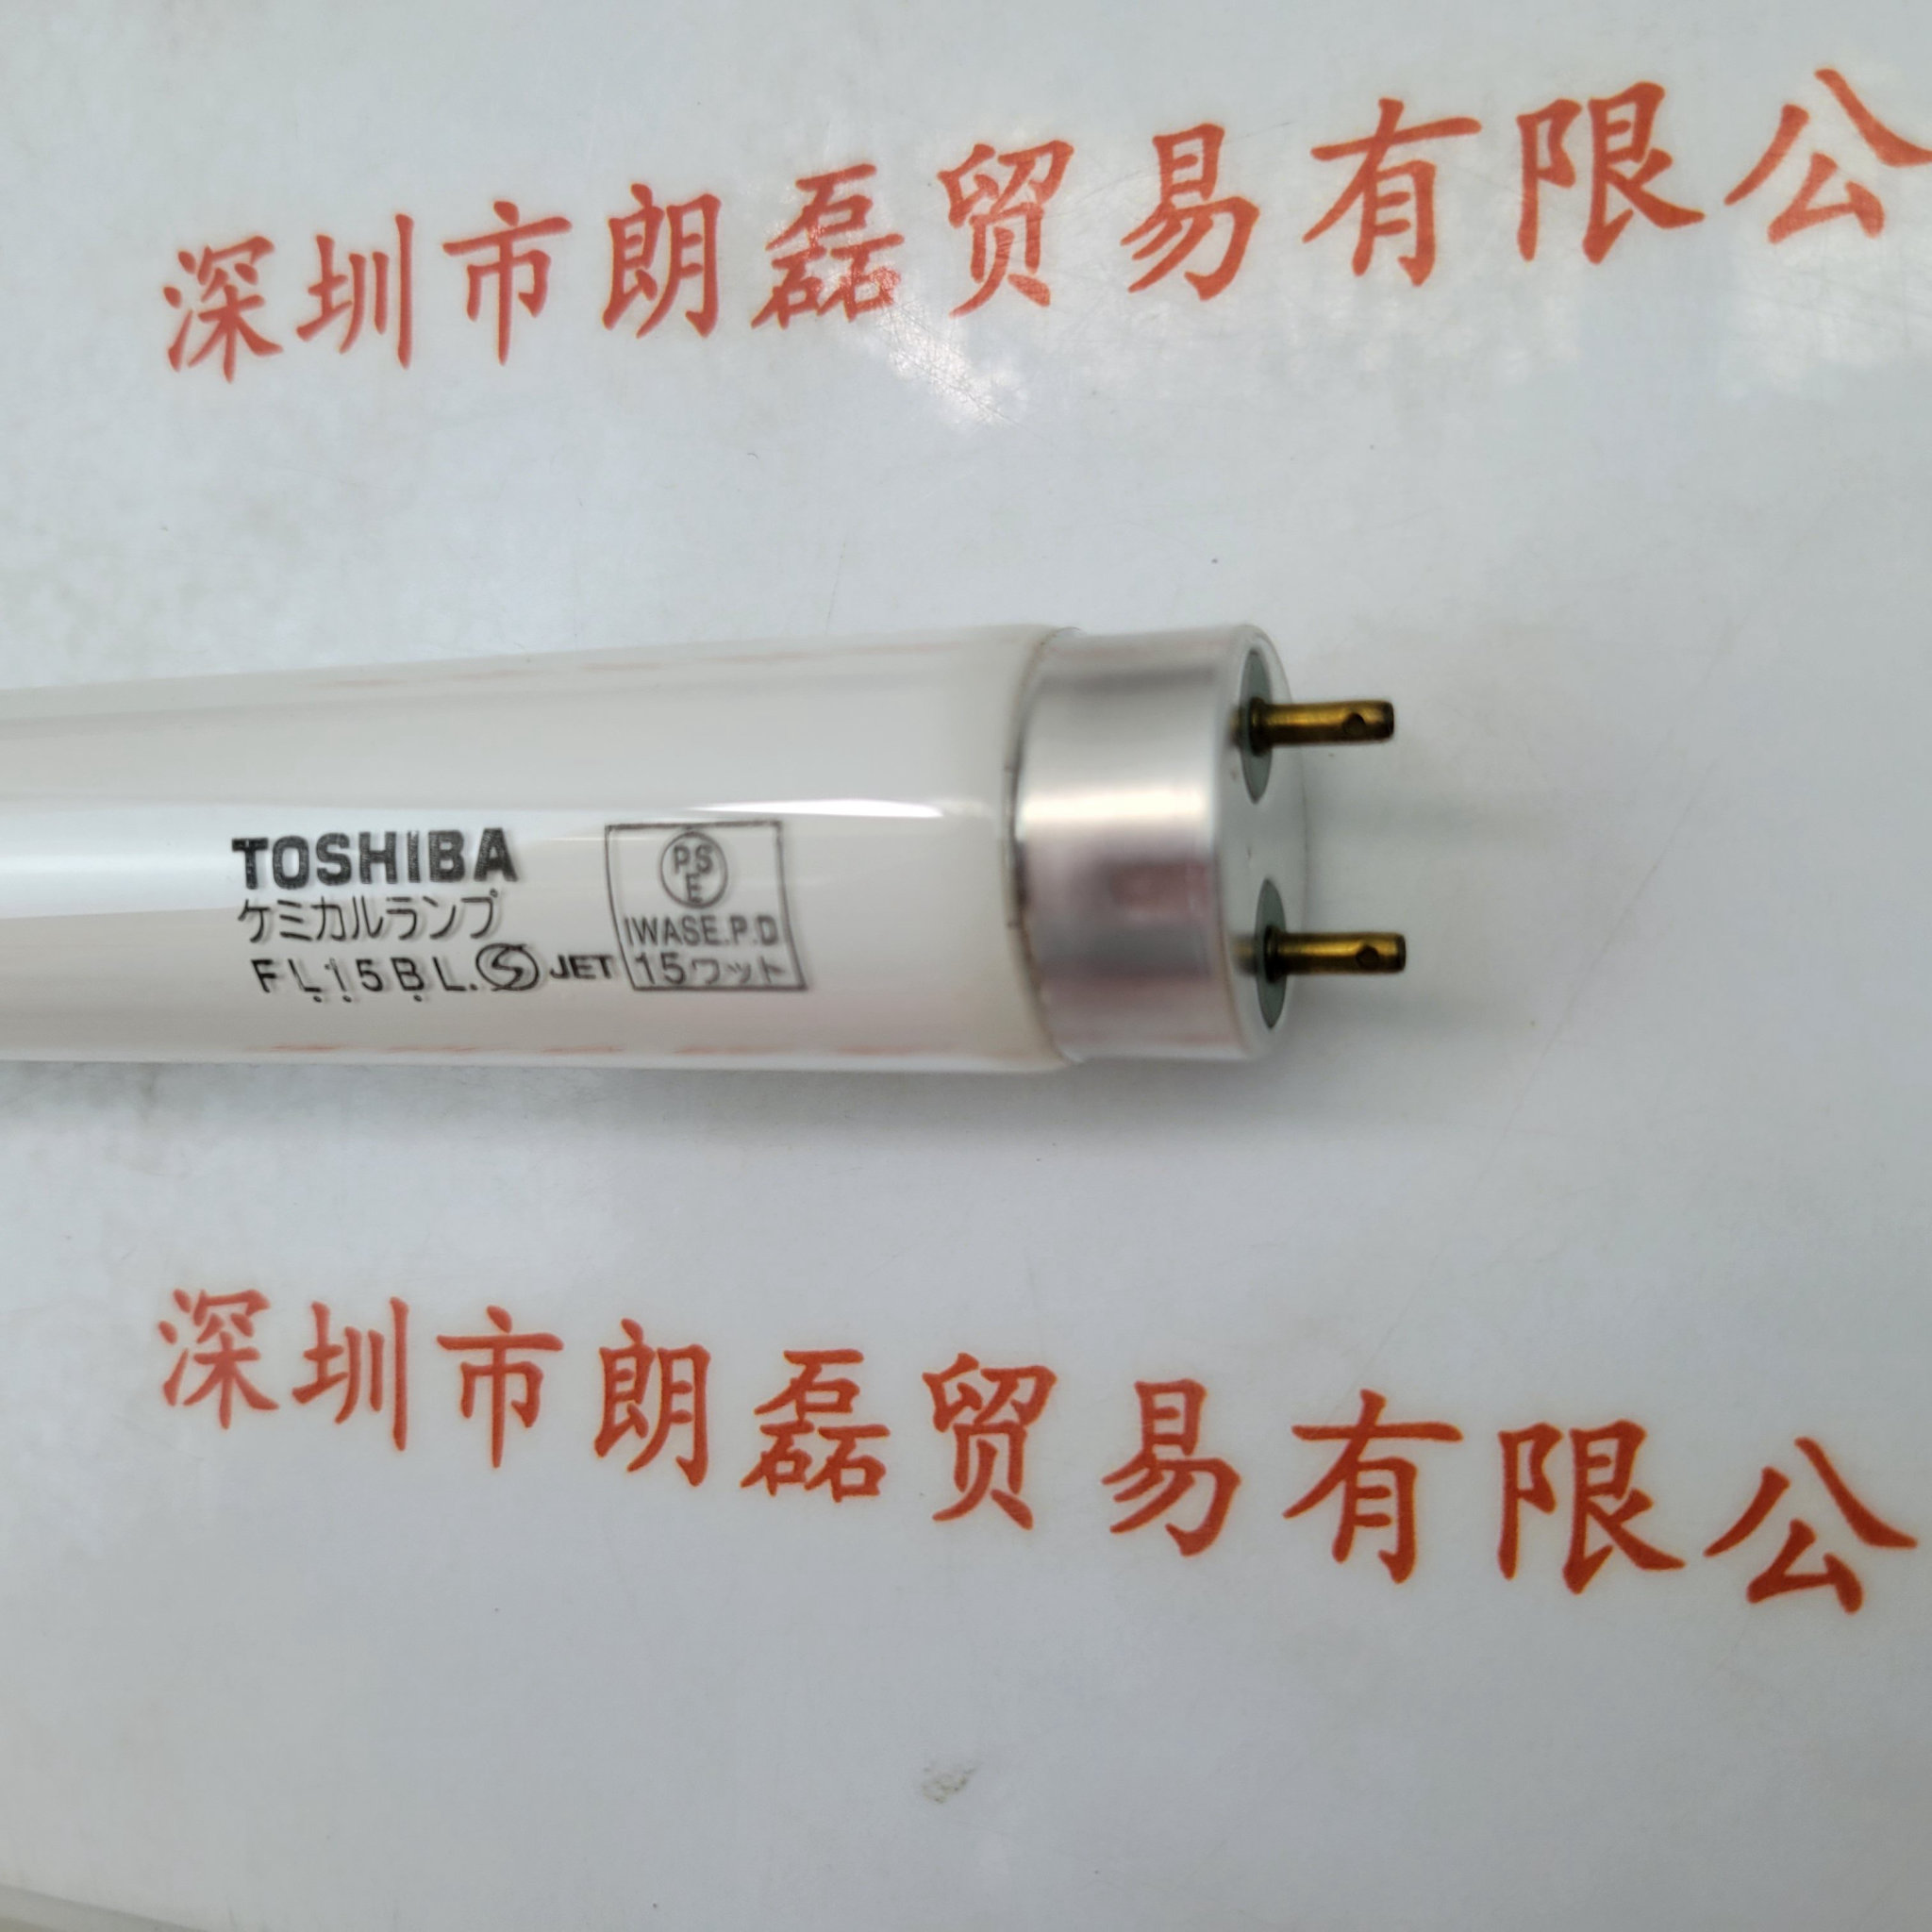 深圳市朗磊贸易有限公
TOSHIBA
ケミカルランプ
FL15BL. S JET
PSE
IWASE.P.D
15ワット
深圳市朗磊贸易有限公